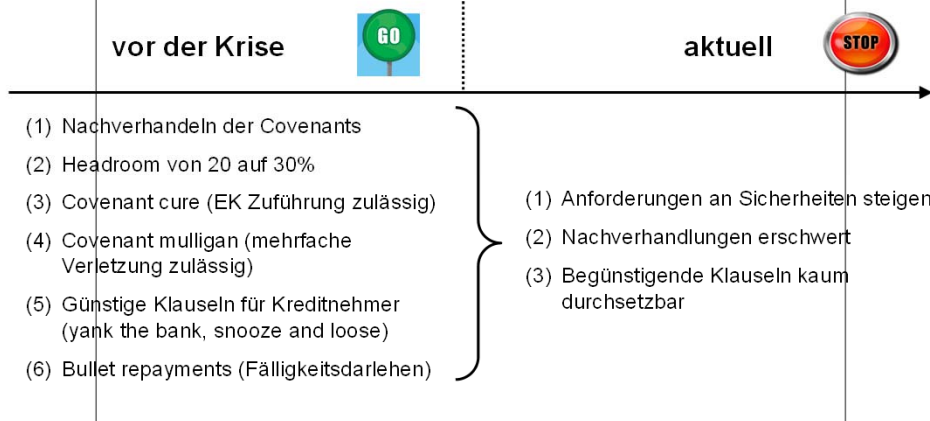 vor der Krise
GO
aktuell
STOP
(1) Nachverhandeln der Covenants
(2) Headroom von 20 auf 30%
(3) Covenant cure (EK Zuführung zulässig)
(4) Covenant mulligan (mehrfache
Verletzung zulässig)
(5) Günstige Klauseln für Kreditnehmer
(yank the bank, snooze and loose)
(6) Bullet repayments (Fälligkeitsdarlehen)
(1) Anforderungen an Sicherheiten steigen
(2) Nachverhandlungen erschwert
(3) Begünstigende Klauseln kaum
durchsetzbar